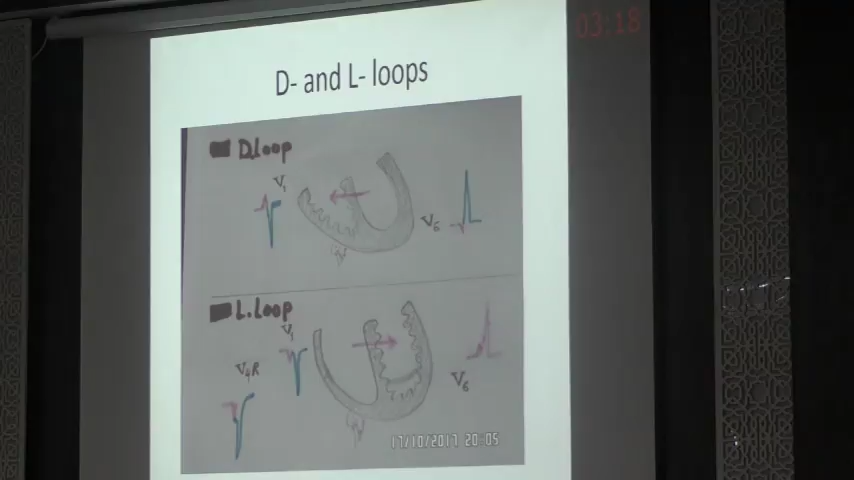 03:18
D- and L- loops
D.loop
V1
V6
L.loop
V1
V4R
V6
17/10/2017 20:05